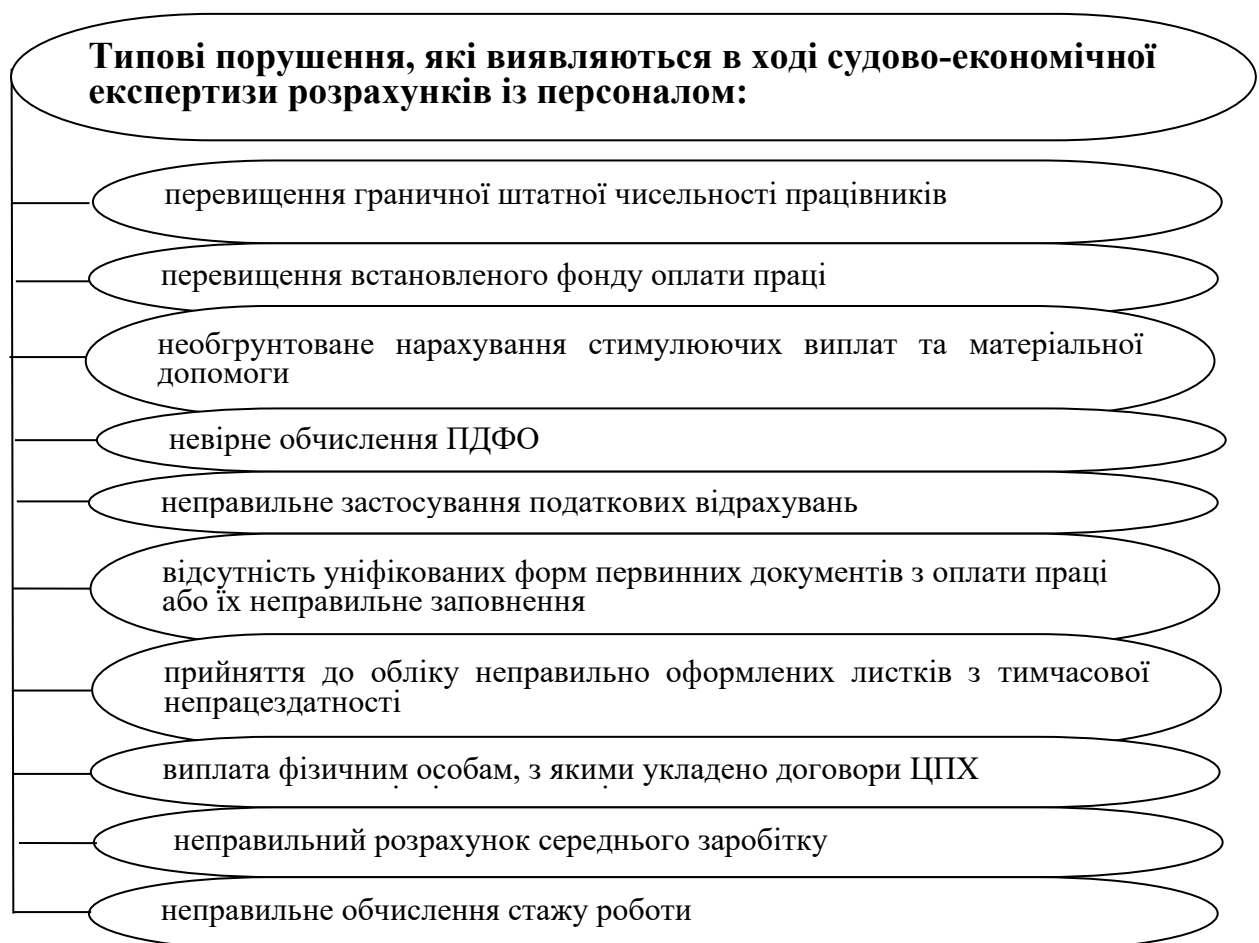 Типові порушення, які виявляються в ході судово-економічної
експертизи розрахунків із персоналом:
перевищення граничної штатної чисельності працівників
перевищення встановленого фонду оплати праці
необгрунтоване нарахування стимулюючих виплат та матеріальної
допомоги
невірне обчислення ПДФО
неправильне застосування податкових відрахувань
відсутність уніфікованих форм первинних документів з оплати праці
або їх неправильне заповнення
прийняття до обліку неправильно оформлених листків з тимчасової
непрацездатності
виплата фізичним особам, з якими укладено договори ЦПХ
неправильний розрахунок середнього заробітку
неправильне обчислення стажу роботи